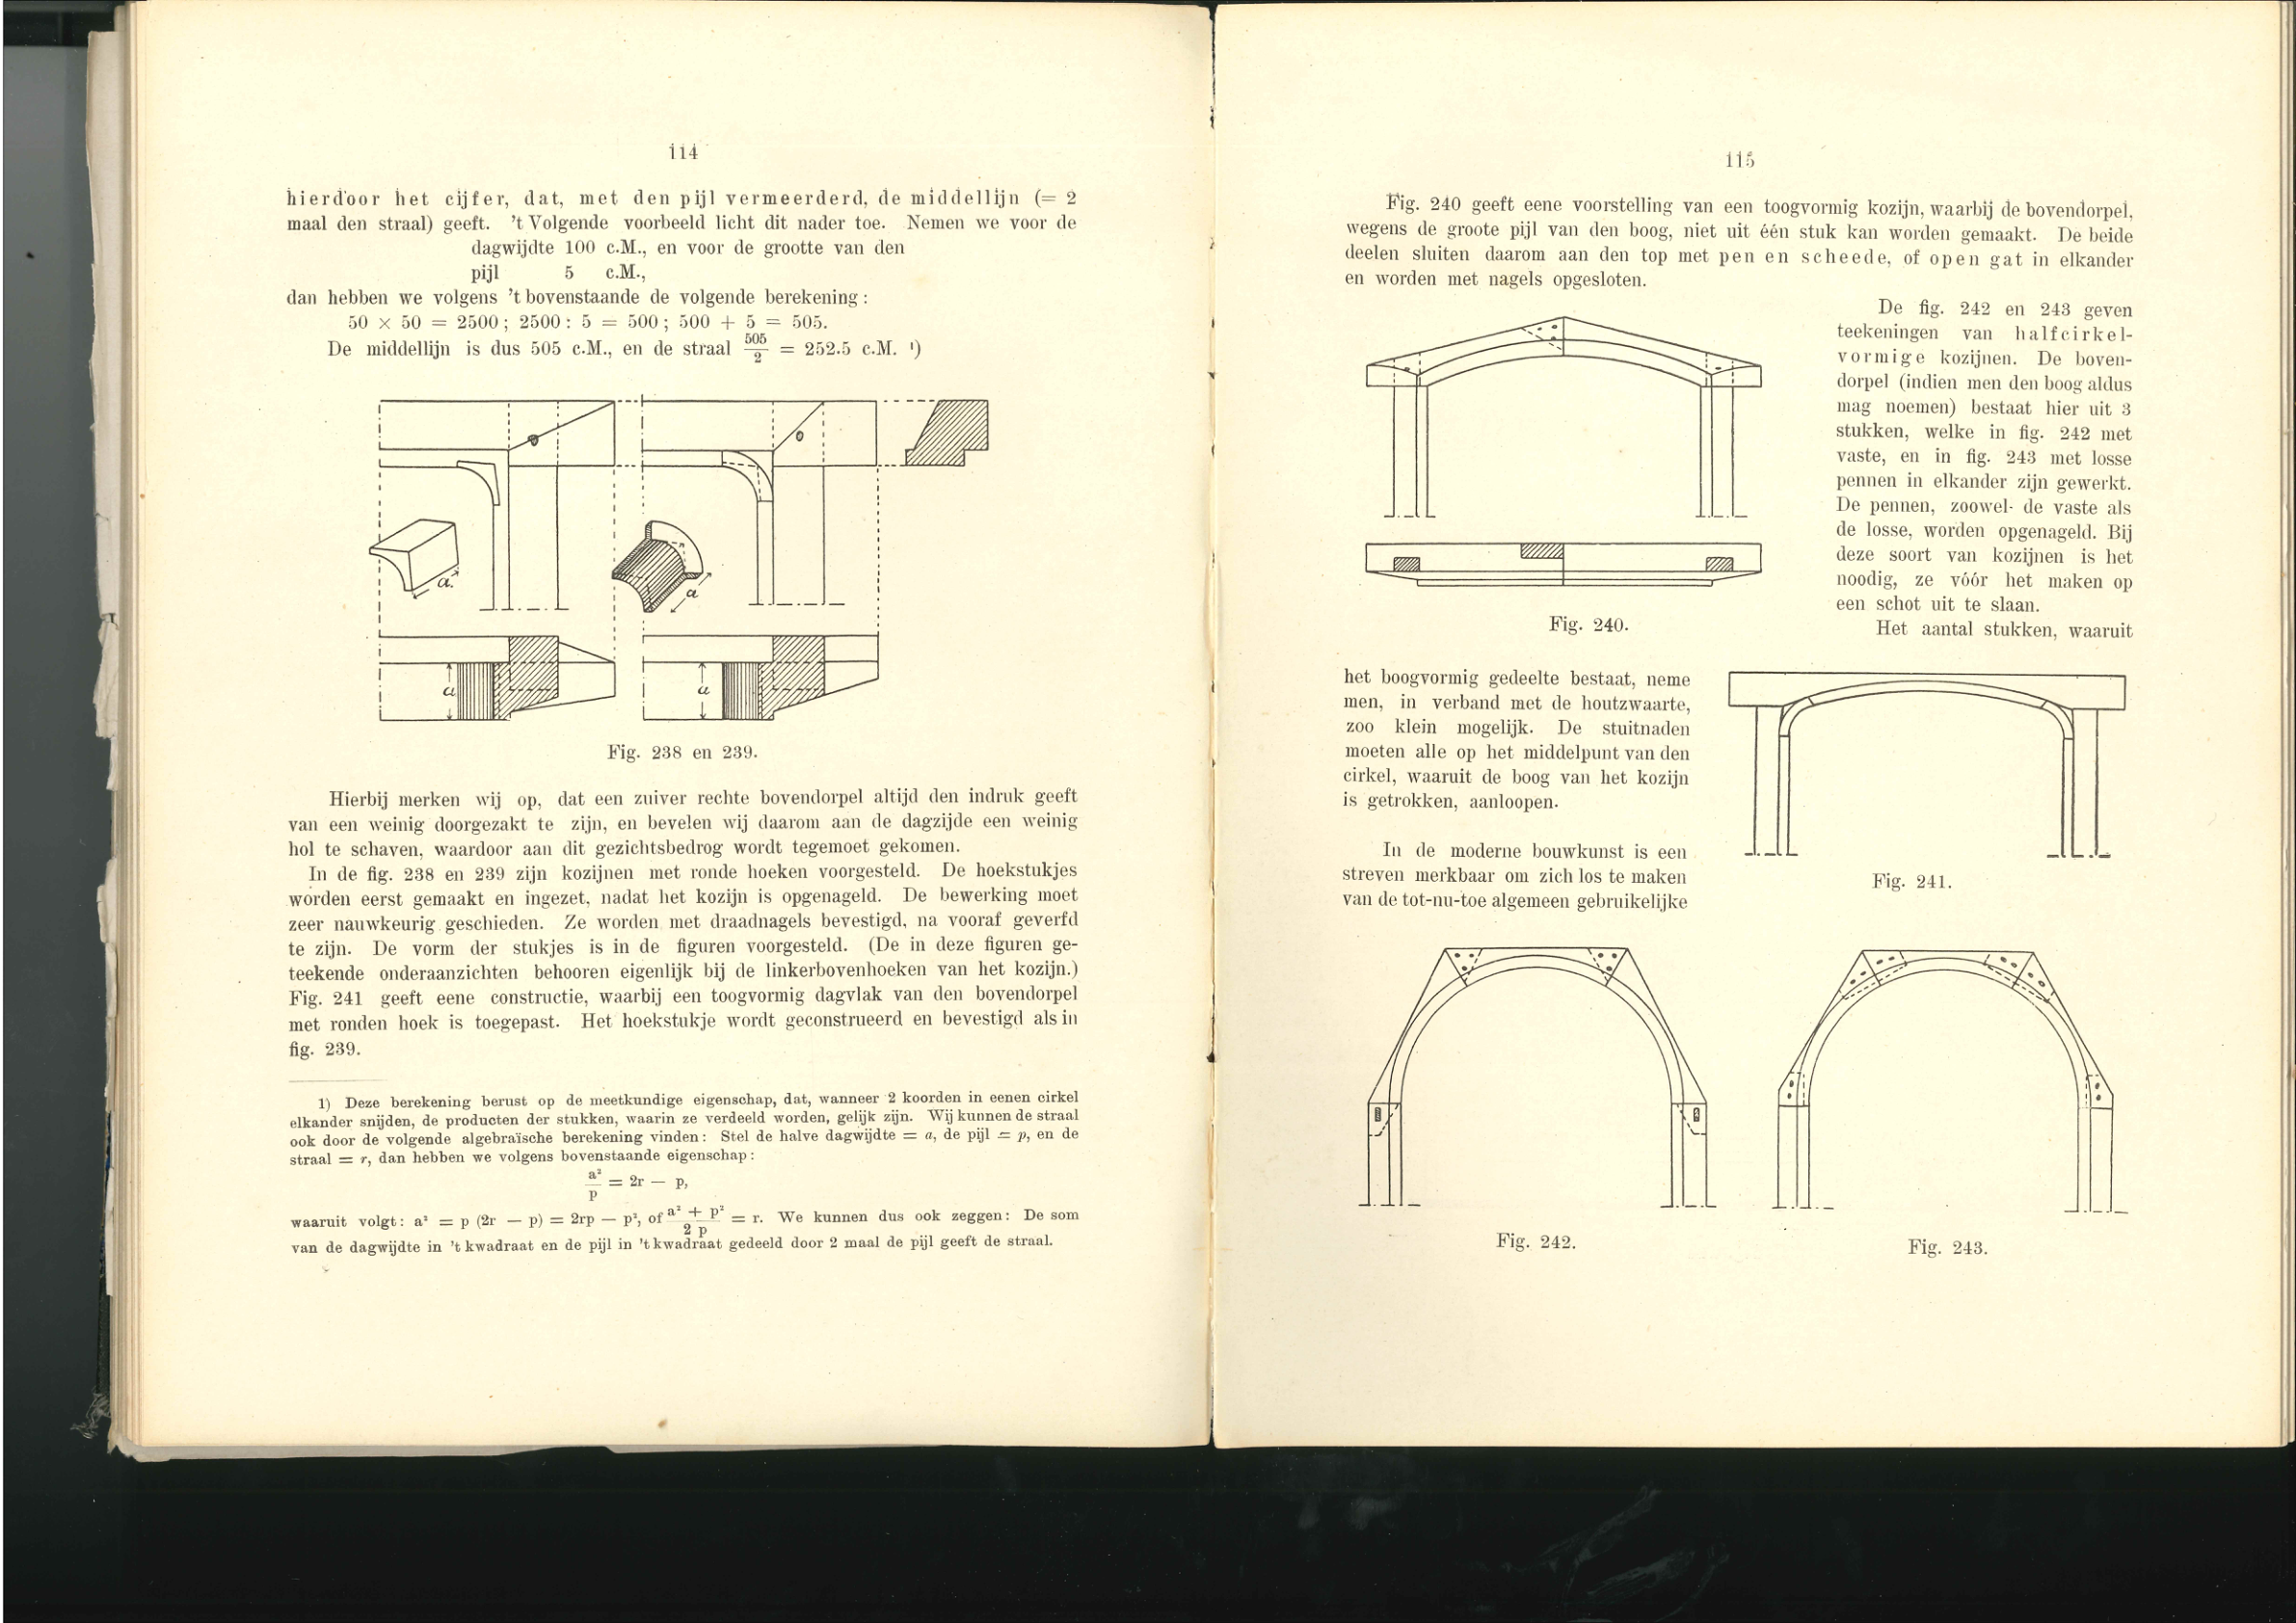 114
hierdoor het cijfer, dat, met den pijl vermeerderd, de middellijn (= 2
maal den straal) geeft. 't Volgende voorbeeld licht dit nader toe. Nemen we voor de
dagwijdte 100 c.M., en voor de grootte van den
pijl 5 c.M.,
dan hebben we volgens 't bovenstaande de volgende berekening:
50 × 50 = 2500; 2500 : 5 = 500; 500 + 5 = 505.
De middellijn is dus 505 c.M., en de straal 505/2 = 252.5 c.M. ¹)
a.
a
a
a
Fig. 238 en 239.
Hierbij merken wij op, dat een zuiver rechte bovendorpel altijd den indruk geeft
van een weinig doorgezakt te zijn, en bevelen wij daarom aan de dagzijde een weinig
hol te schaven, waardoor aan dit gezichtsbedrog wordt tegemoet gekomen.
In de fig. 238 en 239 zijn kozijnen met ronde hoeken voorgesteld. De hoekstukjes
worden eerst gemaakt en ingezet, nadat het kozijn is opgenageld. De bewerking moet
zeer nauwkeurig geschieden. Ze worden met draadnagels bevestigd, na vooraf geverfd
te zijn. De vorm der stukjes is in de figuren voorgesteld. (De in deze figuren ge-
teekende onderaanzichten behooren eigenlijk bij de linkerbovenhoeken van het kozijn.)
Fig. 241 geeft eene constructie, waarbij een toogvormig dagvlak van den bovendorpel
met ronden hoek is toegepast. Het hoekstukje wordt geconstrueerd en bevestigd als in
fig. 239.
1) Deze berekening berust op de meetkundige eigenschap, dat, wanneer 2 koorden in eenen cirkel
elkander snijden, de producten der stukken, waarin ze verdeeld worden, gelijk zijn. Wij kunnen de straal
ook door de volgende algebraïsche berekening vinden: Stel de halve dagwijdte = a, de pijl = p, en de
straal = r, dan hebben we volgens bovenstaande eigenschap:
a²/p = 2r — p,
waaruit volgt: a² = p (2r — p) = 2rp — p², of (a² + p²)/2 p = r. We kunnen dus ook zeggen: De som
van de dagwijdte in 't kwadraat en de pijl in 't kwadraat gedeeld door 2 maal de pijl geeft de straal.
115
Fig. 240 geeft eene voorstelling van een toogvormig kozijn, waarbij de bovendorpel,
wegens de groote pijl van den boog, niet uit één stuk kan worden gemaakt. De beide
deelen sluiten daarom aan den top met pen en scheede, of open gat in elkander
en worden met nagels opgesloten.
De fig. 242 en 243 geven
teekeningen van halfcirkel-
vormige kozijnen. De boven-
dorpel (indien men den boog aldus
mag noemen) bestaat hier uit 3
stukken, welke in fig. 242 met
vaste, en in fig. 243 met losse
pennen in elkander zijn gewerkt.
De pennen, zoowel de vaste als
de losse, worden opgenageld. Bij
deze soort van kozijnen is het
noodig, ze vóór het maken op
een schot uit te slaan.
Het aantal stukken, waaruit
Fig. 240.
het boogvormig gedeelte bestaat, neme
men, in verband met de houtzwaarte,
zoo klein mogelijk. De stuitnaden
moeten alle op het middelpunt van den
cirkel, waaruit de boog van het kozijn
is getrokken, aanloopen.
In de moderne bouwkunst is een
streven merkbaar om zich los te maken
van de tot-nu-toe algemeen gebruikelijke
Fig. 241.
Fig. 242.
Fig. 243.